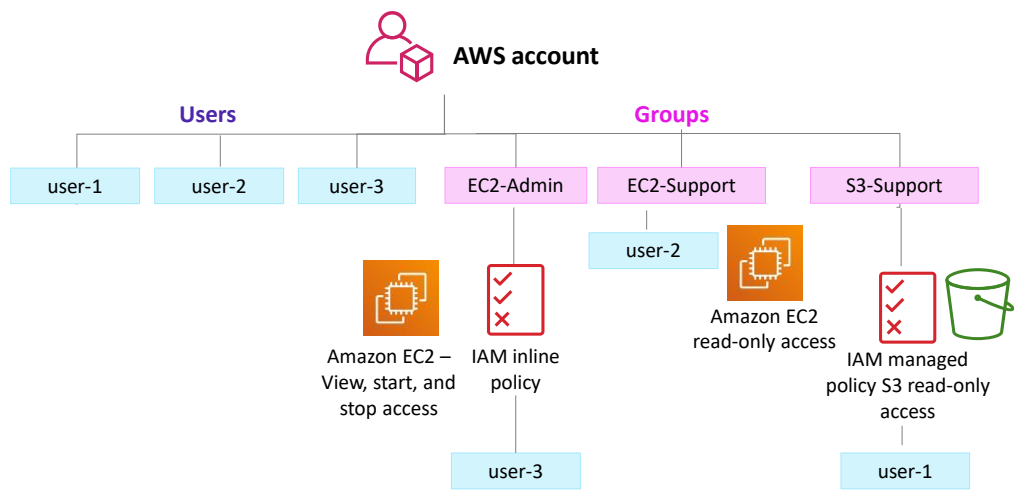 AWS account
Users
Groups
user-1
user-2
user-3
EC2-Admin
EC2-Support
S3-Support
user-2
Amazon EC2 –
View, start, and
stop access
IAM inline
policy
Amazon EC2
read-only access
IAM managed
policy S3 read-only
access
user-3
user-1